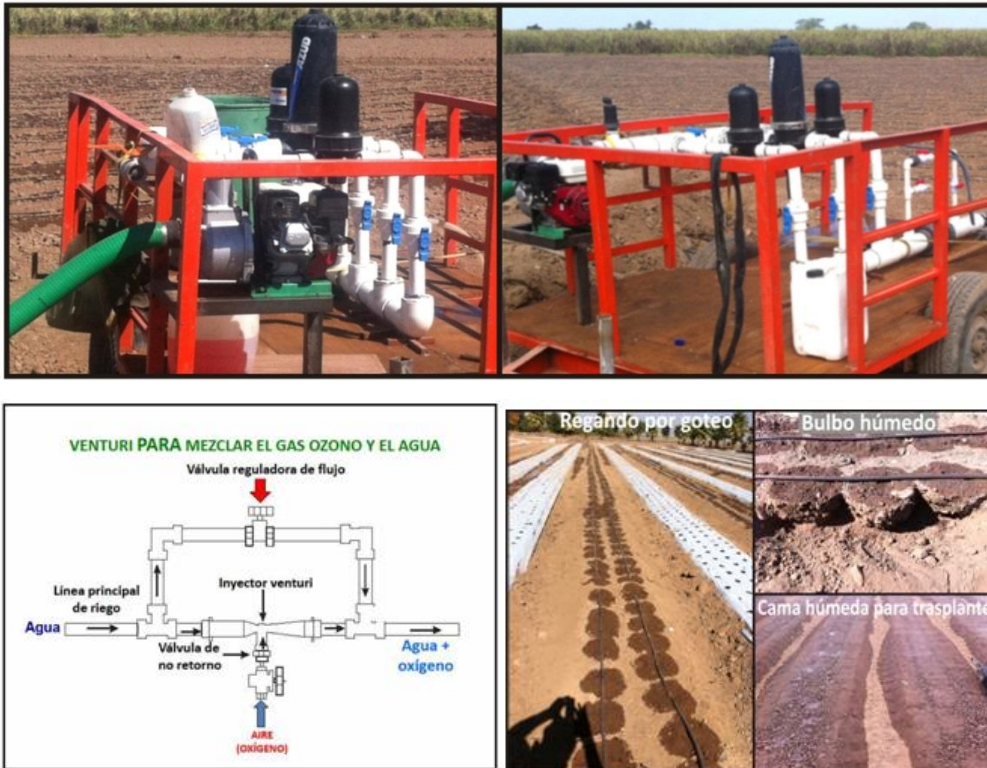 AZUD
VENTURI PARA MEZCLAR EL GAS OZONO Y EL AGUA
Válvula reguladora de flujo
Línea principal
de riego
Inyector venturi
Agua
Válvula de
no retorno
Agua +
oxígeno
AIRE
(OXÍGENO)
Regando por goteo
Bulbo húmedo
Cama húmeda para trasplante